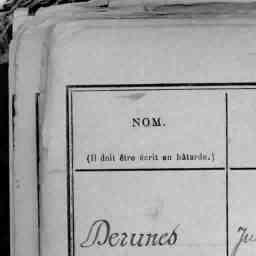 NOM.
(Il doit être écrit en bâtarde.)
Derunes